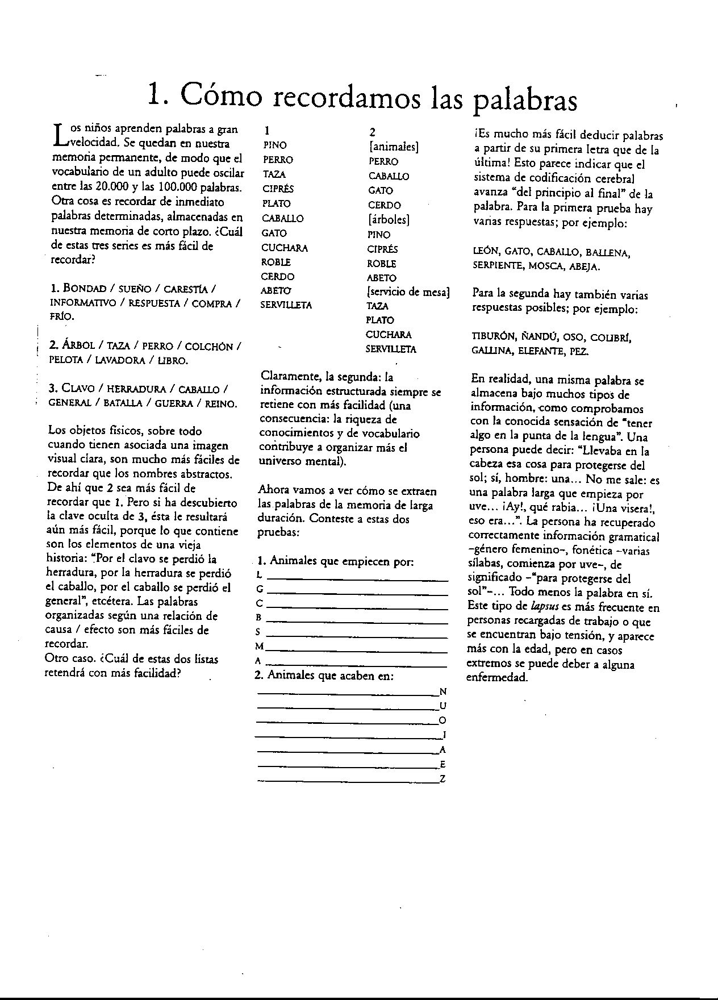 1. Cómo recordamos las palabras
Los niños aprenden palabras a gran
velocidad. Se quedan en nuestra
memoria permanente, de modo que el
vocabulario de un adulto puede oscilar
entre las 20.000 y las 100.000 palabras.
Otra cosa es recordar de inmediato
palabras determinadas, almacenadas en
nuestra memoria de corto plazo. ¿Cuál
de estas tres series es más fácil de
recordar?
1. BONDAD / SUEÑO / CARESTÍA /
INFORMATIVO / RESPUESTA / COMPRA /
FRÍO.
2. ÁRBOL / TAZA / PERRO / COLCHÓN /
PELOTA / LAVADORA / LIBRO.
3. CLAVO / HERRADURA / CABALLO /
GENERAL / BATALLA / GUERRA / REINO.
Los objetos físicos, sobre todo
cuando tienen asociada una imagen
visual clara, son mucho más fáciles de
recordar que los nombres abstractos.
De ahí que 2 sea más fácil de
recordar que 1. Pero si ha descubierto
la clave oculta de 3, ésta le resultará
aún más fácil, porque lo que contiene
son los elementos de una vieja
historia: “Por el clavo se perdió la
herradura, por la herradura se perdió
el caballo, por el caballo se perdió el
general”, etcétera. Las palabras
organizadas según una relación de
causa / efecto son más fáciles de
recordar.
Otro caso. ¿Cuál de estas dos listas
retendrá con más facilidad?
1
PINO
PERRO
TAZA
CIPRÉS
PLATO
CABALLO
GATO
CUCHARA
ROBLE
CERDO
ABETO
SERVILLETA
2
[animales]
PERRO
CABALLO
GATO
CERDO
[árboles]
PINO
CIPRÉS
ROBLE
ABETO
[servicio de mesa]
TAZA
PLATO
CUCHARA
SERVILLETA
Claramente, la segunda: la
información estructurada siempre se
retiene con más facilidad (una
consecuencia: la riqueza de
conocimientos y de vocabulario
contribuye a organizar más el
universo mental).
Ahora vamos a ver cómo se extraen
las palabras de la memoria de larga
duración. Conteste a estas dos
pruebas:
1. Animales que empiecen por:
L
G
C
B
S
M
A
2. Animales que acaben en:
N
U
O
I
A
E
Z
¡Es mucho más fácil deducir palabras
a partir de su primera letra que de la
última! Esto parece indicar que el
sistema de codificación cerebral
avanza “del principio al final” de la
palabra. Para la primera prueba hay
varias respuestas; por ejemplo:
LEÓN, GATO, CABALLO, BALLENA,
SERPIENTE, MOSCA, ABEJA.
Para la segunda hay también varias
respuestas posibles; por ejemplo:
TIBURÓN, ÑANDÚ, OSO, COLIBRÍ,
GALLINA, ELEFANTE, PEZ.
En realidad, una misma palabra se
almacena bajo muchos tipos de
información, como comprobamos
con la conocida sensación de “tener
algo en la punta de la lengua”. Una
persona puede decir: “Llevaba en la
cabeza esa cosa para protegerse del
sol; sí, hombre: una... No me sale: es
una palabra larga que empieza por
uve... ¡Ay!, qué rabia... ¡Una visera!,
eso era...”. La persona ha recuperado
correctamente información gramatical
–género femenino–, fonética –varias
sílabas, comienza por uve–, de
significado –“para protegerse del
sol”–... Todo menos la palabra en sí.
Este tipo de lapsus es más frecuente en
personas recargadas de trabajo o que
se encuentran bajo tensión, y aparece
más con la edad, pero en casos
extremos se puede deber a alguna
enfermedad.